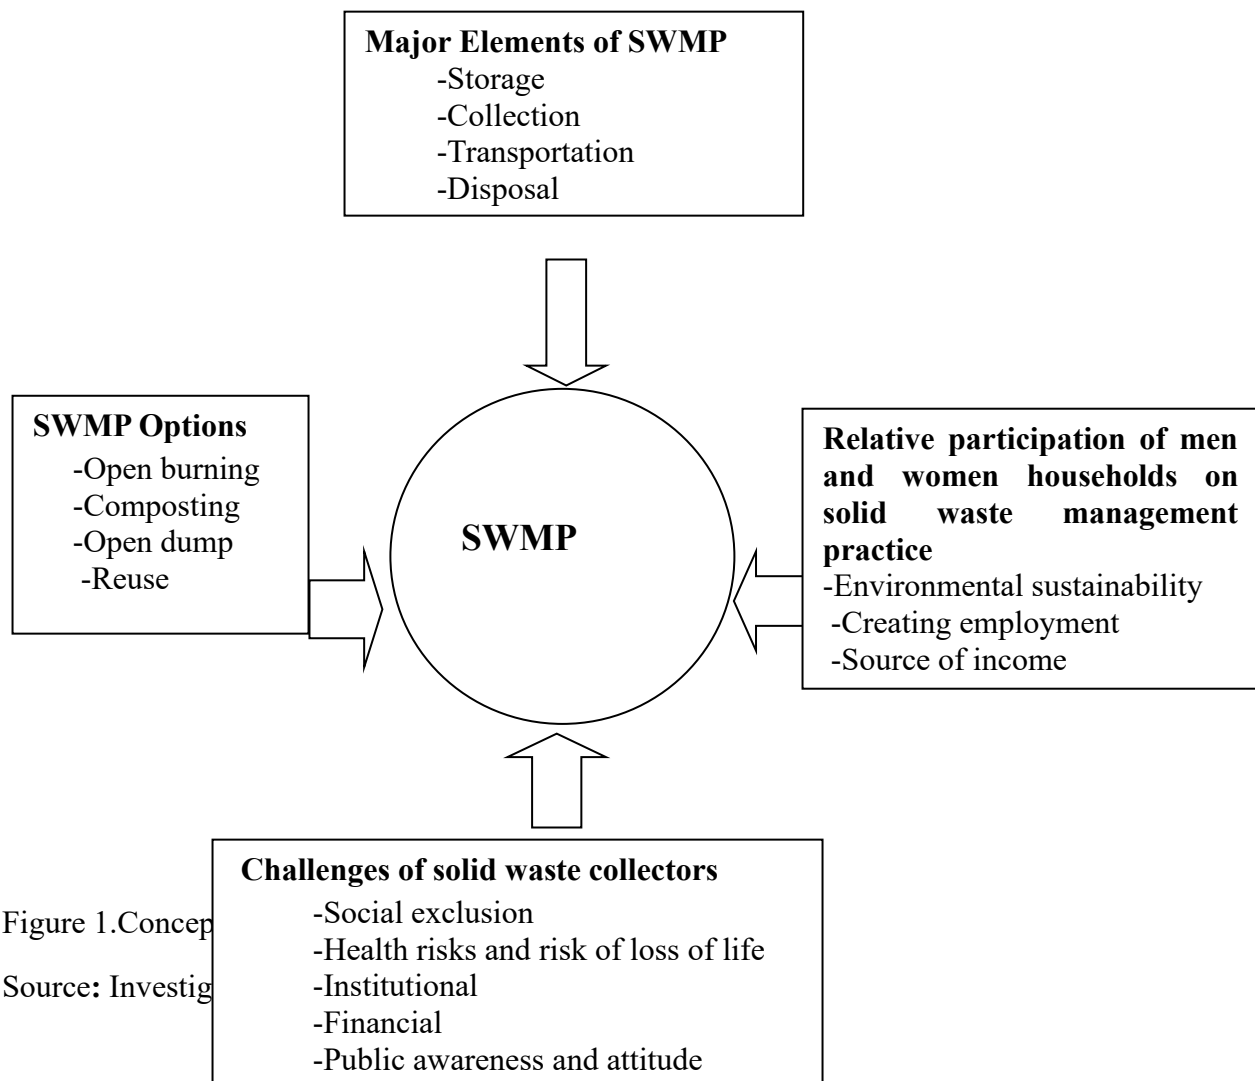 Major Elements of SWMP
-Storage
-Collection
-Transportation
-Disposal
SWMP Options
-Open burning
-Composting
-Open dump
-Reuse
SWMP
Relative participation of men
and women households on
solid waste management
practice
-Environmental sustainability
-Creating employment
-Source of income
Challenges of solid waste collectors
-Social exclusion
-Health risks and risk of loss of life
-Institutional
-Financial
-Public awareness and attitude
Figure 1.Concep
Source: Investig